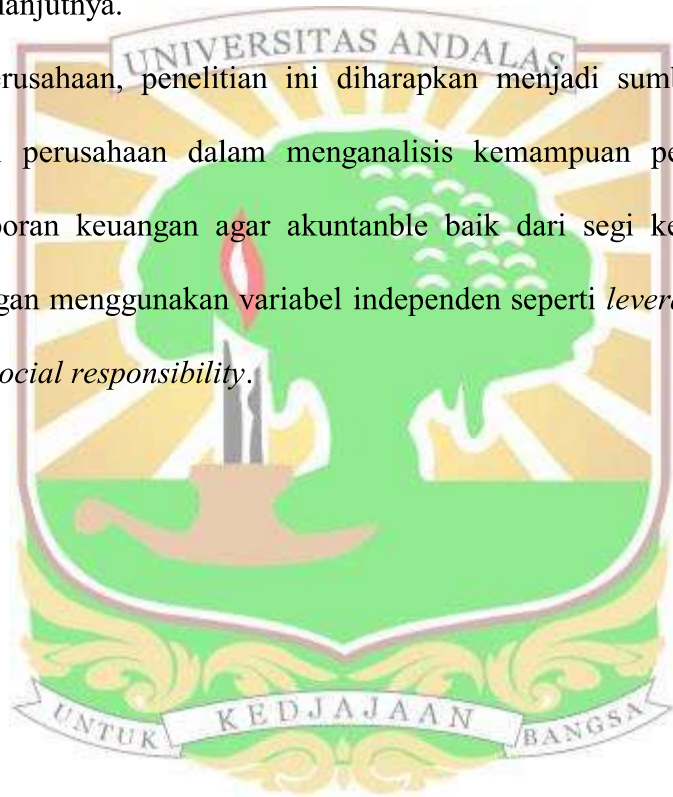 lanjutnya.
UNIVERSITAS ANDALAS
erusahaan, penelitian ini diharapkan menjadi sumb
perusahaan dalam menganalisis kemampuan pe
oran keuangan agar akuntanble baik dari segi ke
gan menggunakan variabel independen seperti lever
ocial responsibility.
UNTUK KEDJAJAAN BANGSA